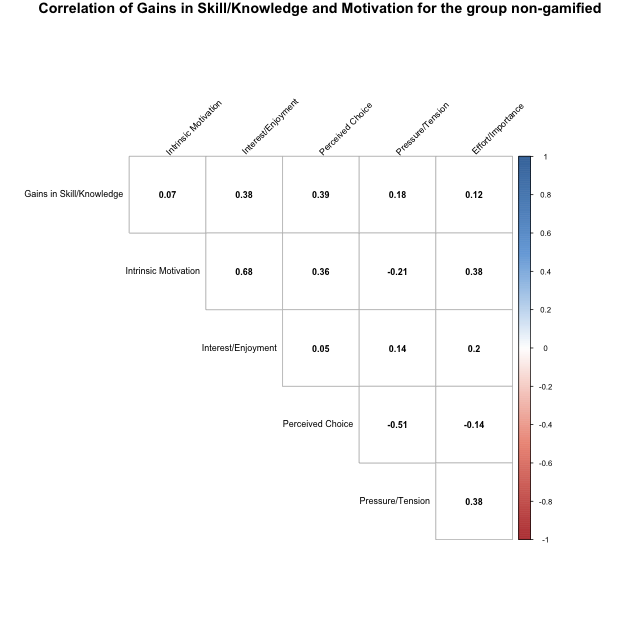 Correlation of Gains in Skill/Knowledge and Motivation for the group non-gamified
Intrinsic Motivation
Interest/Enjoyment
Perceived Choice
Pressure/Tension
Effort/Importance
Gains in Skill/Knowledge 0.07 0.38 0.39 0.18 0.12
Intrinsic Motivation 0.68 0.36 -0.21 0.38
Interest/Enjoyment 0.05 0.14 0.2
Perceived Choice -0.51 -0.14
Pressure/Tension 0.38
1
0.8
0.6
0.4
0.2
0
-0.2
-0.4
-0.6
-0.8
-1